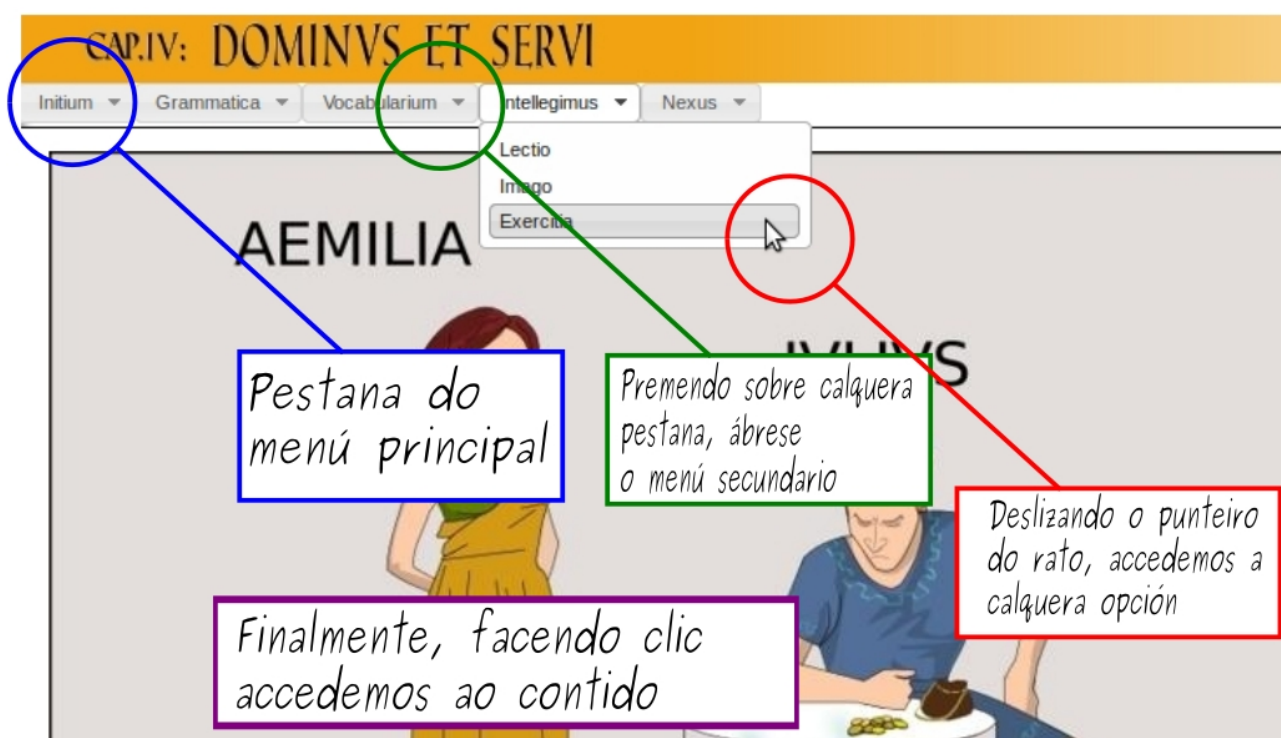 CAP.IV: DOMINVS ET SERVI
Initium Grammatica Vocabularium Intellegimus Nexus
Lectio
Imago
Exercitia
AEMILIA
IVLIVS
Pestana do
menú principal
Premendo sobre calquera
pestana, ábrese
o menú secundario
Deslizando o punteiro
do rato, accedemos a
calquera opción
Finalmente, facendo clic
accedemos ao contido